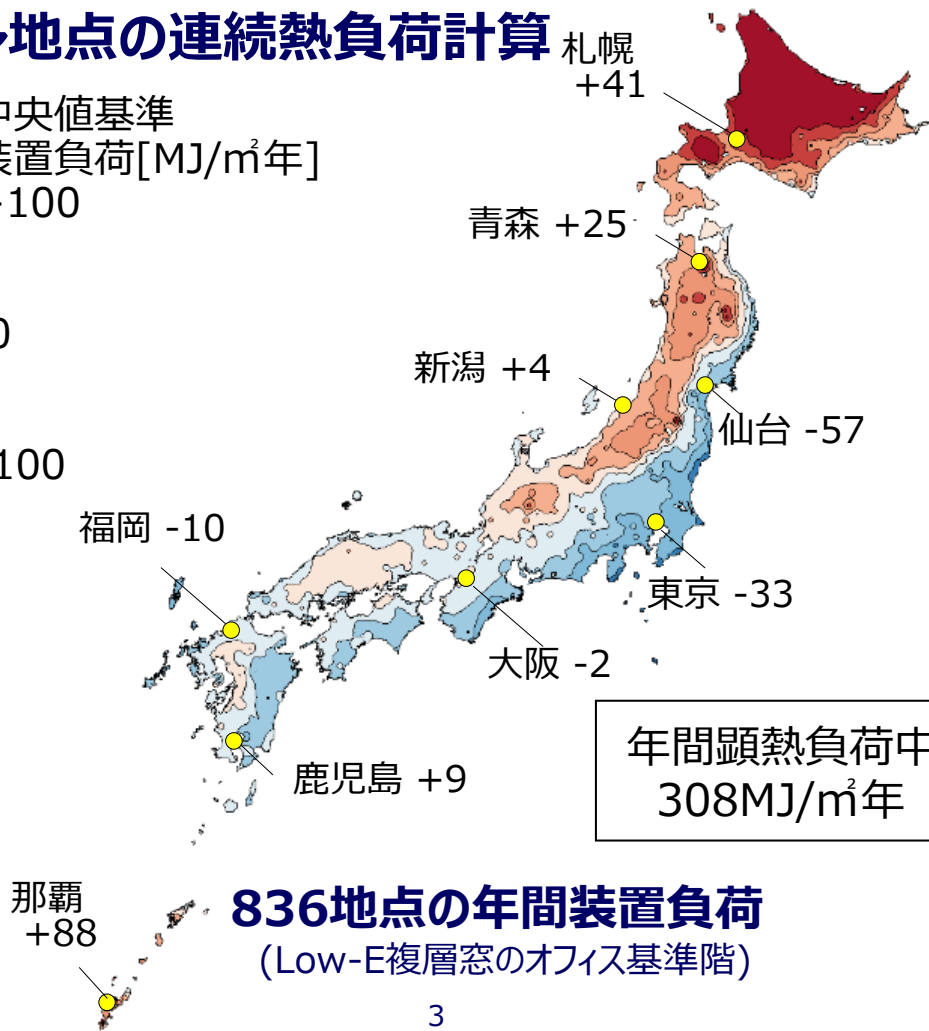 地点の連続熱負荷計算
中央値基準
装置負荷[MJ/㎡年]
100
0
100
札幌
+41
青森 +25
新潟 +4
仙台 -57
福岡 -10
東京 -33
大阪 -2
鹿児島 +9
年間顕熱負荷中
308MJ/㎡年
那覇
+88
836地点の年間装置負荷
(Low-E複層窓のオフィス基準階)
3